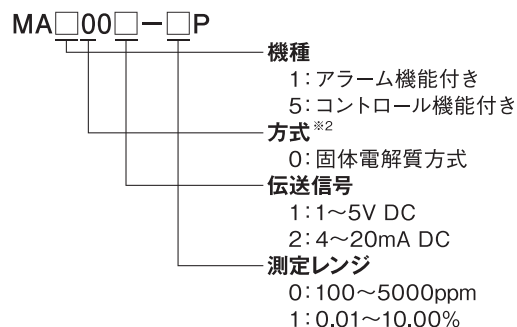 MA□00□-□P
機種
1:アラーム機能付き
5:コントロール機能付き
方式※2
0:固体電解質方式
伝送信号
1:1~5V DC
2:4~20mA DC
測定レンジ
0:100~5000ppm
1:0.01~10.00%